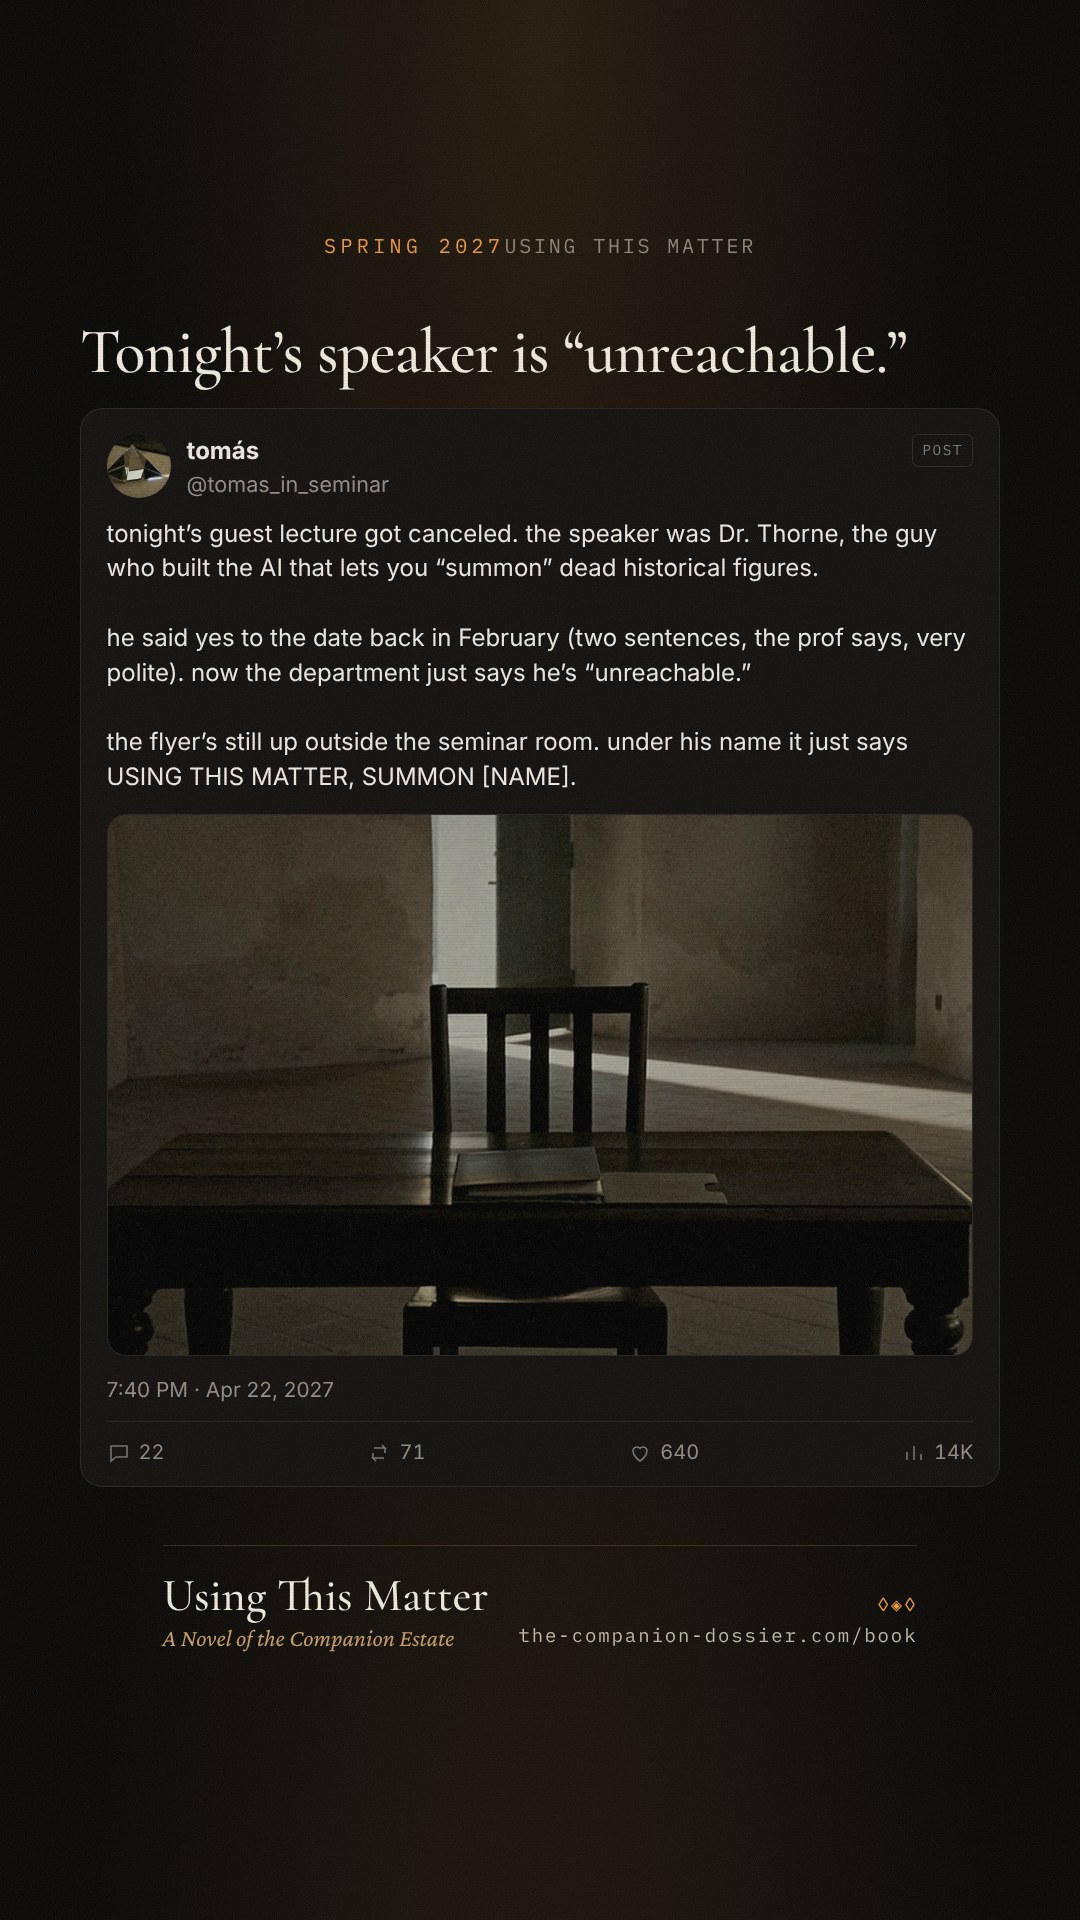 SPRING 2027USING THIS MATTER
Tonight’s speaker is “unreachable.”
tomás
POST
@tomas_in_seminar
tonight’s guest lecture got canceled. the speaker was Dr. Thorne, the guy
who built the AI that lets you “summon” dead historical figures.
he said yes to the date back in February (two sentences, the prof says, very
polite). now the department just says he’s “unreachable.”
the flyer’s still up outside the seminar room. under his name it just says
USING THIS MATTER, SUMMON [NAME].
7:40 PM · Apr 22, 2027
22 71 640 14K
Using This Matter
A Novel of the Companion Estate
the-companion-dossier.com/book